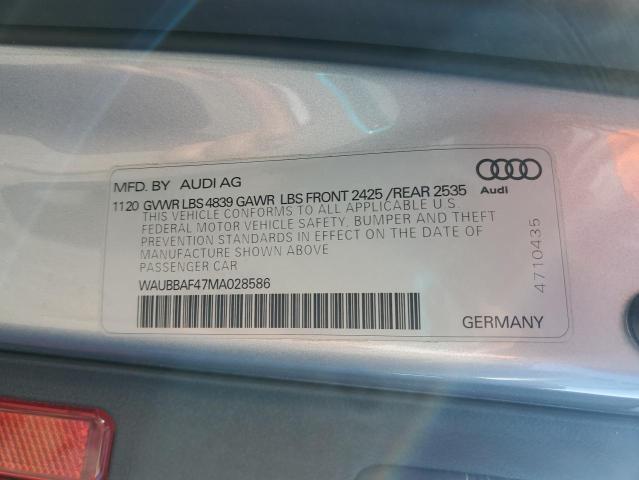 MFD. BY AUDI AG
1120 GVWR LBS 4839 GAWR LBS FRONT 2425 /REAR 2535
THIS VEHICLE CONFORMS TO ALL APPLICABLE U.S.
FEDERAL MOTOR VEHICLE SAFETY, BUMPER AND THEFT
PREVENTION STANDARDS IN EFFECT ON THE DATE OF
MANUFACTURE SHOWN ABOVE
PASSENGER CAR
WAUBBAF47MA028586
Audi
4710435
GERMANY